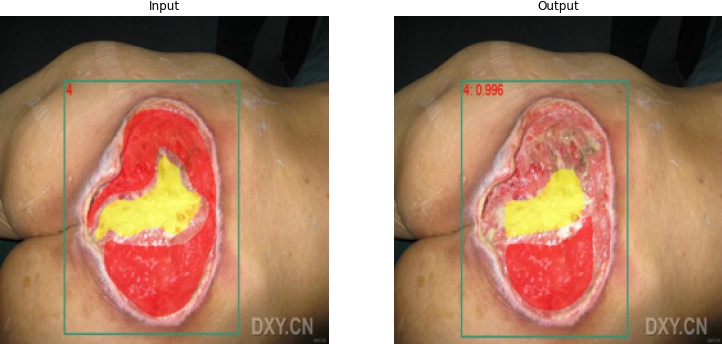 Input
Output
4
4: 0.996
DXY.CN
DXY.CN